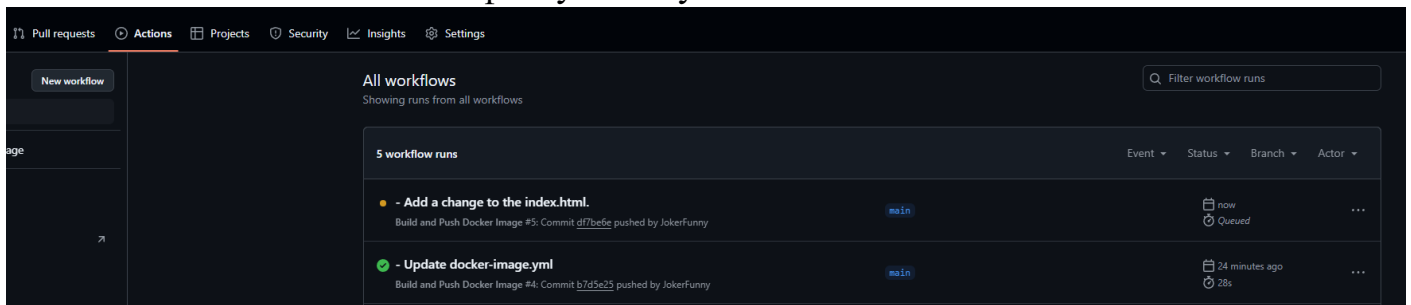 Pull requests Actions Projects Security Insights Settings
New workflow
All workflows
Filter workflow runs
Showing runs from all workflows
age
5 workflow runs
Event Status Branch Actor
- Add a change to the index.html.
main
now
Build and Push Docker Image #5: Commit df7be6e pushed by JokerFunny
Queued
- Update docker-image.yml
main
24 minutes ago
Build and Push Docker Image #4: Commit b7d5e25 pushed by JokerFunny
28s